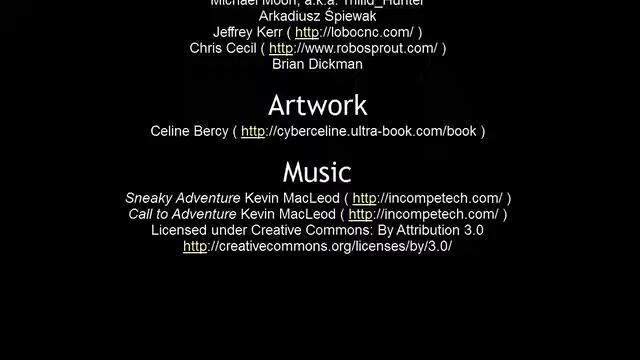 Michael Moon, a.k.a.
Arkadiusz Śpiewak
Jeffrey Kerr ( http://lobocnc.com/ )
Chris Cecil ( http://www.robosprout.com/ )
Brian Dickman
Artwork
Celine Bercy ( http://cyberceline.ultra-book.com/book )
Music
Sneaky Adventure Kevin MacLeod ( http://incompetech.com/ )
Call to Adventure Kevin MacLeod ( http://incompetech.com/ )
Licensed under Creative Commons: By Attribution 3.0
http://creativecommons.org/licenses/by/3.0/